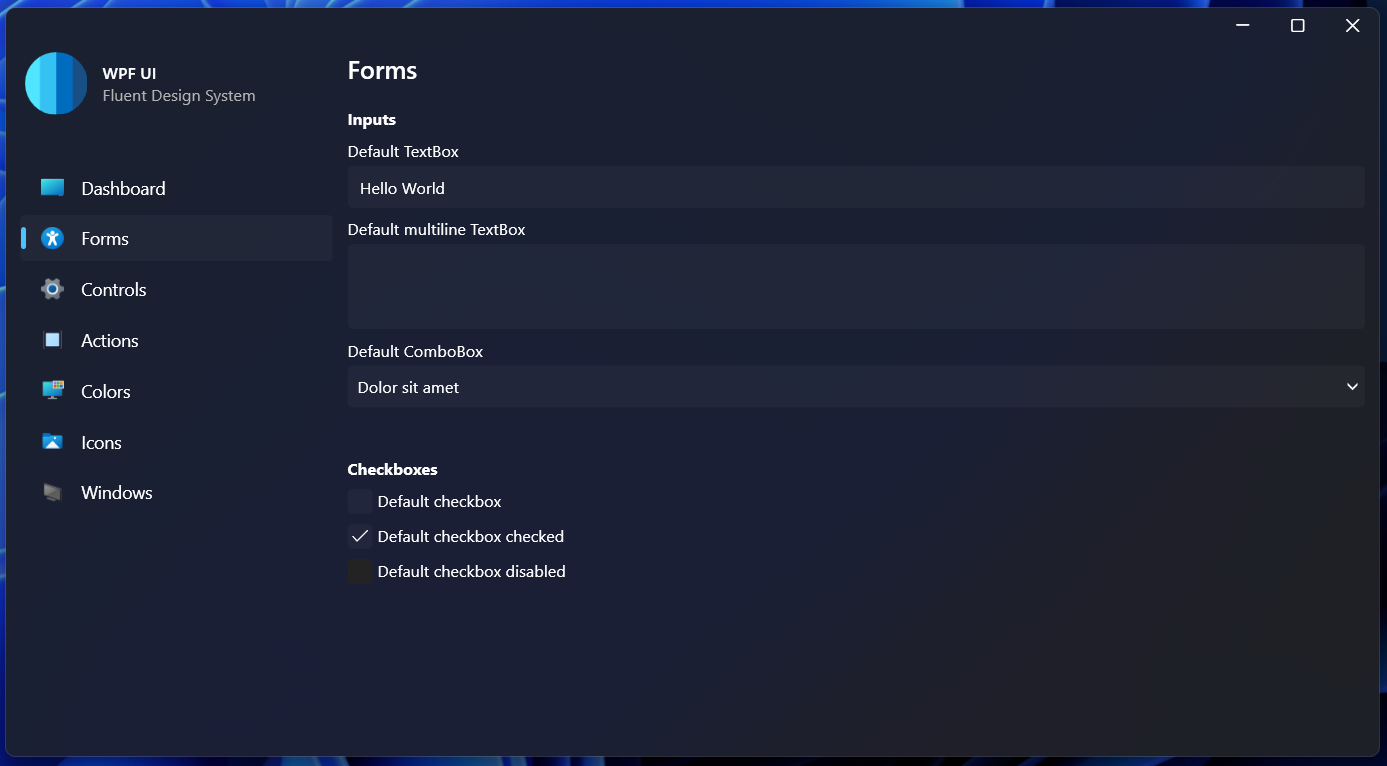 WPF UI
Fluent Design System
Dashboard
Forms
Controls
Actions
Colors
Icons
Windows
Forms
Inputs
Default TextBox
Hello World
Default multiline TextBox
Default ComboBox
Dolor sit amet
Checkboxes
Default checkbox
Default checkbox checked
Default checkbox disabled